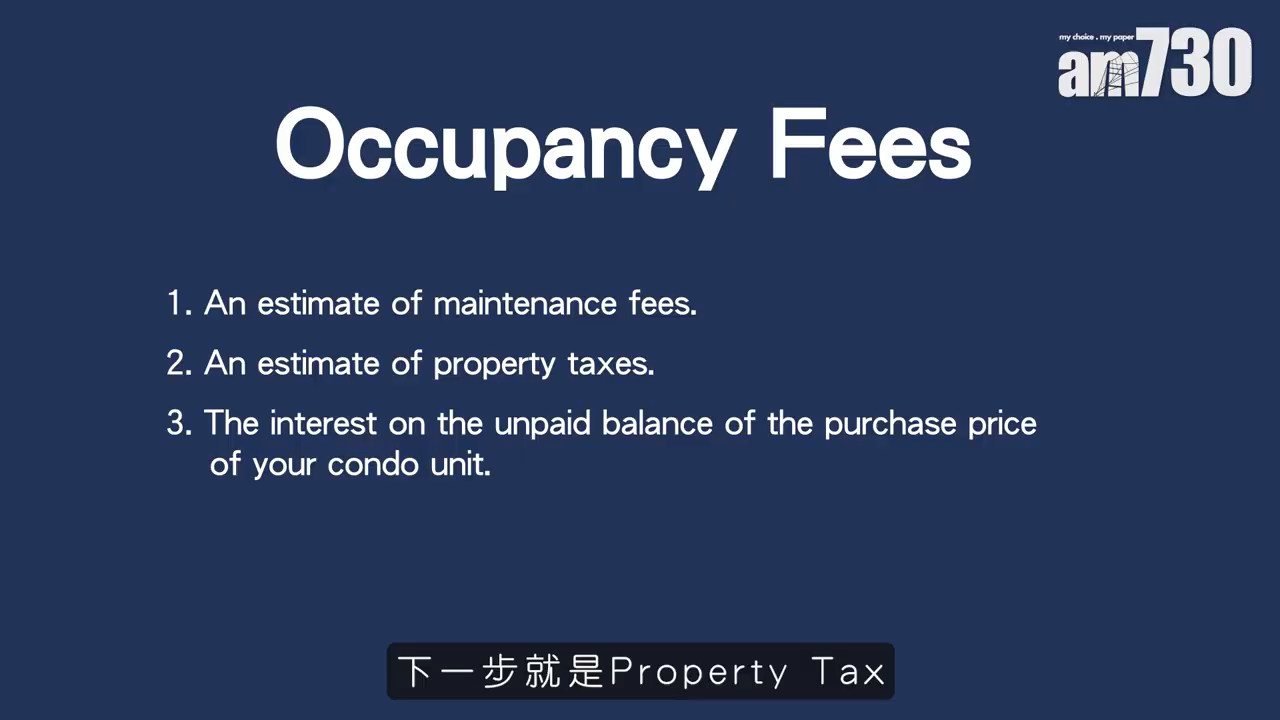 my choice . my paper
am730
Occupancy Fees
1. An estimate of maintenance fees.
2. An estimate of property taxes.
3. The interest on the unpaid balance of the purchase price
of your condo unit.
下一步就是Property Tax